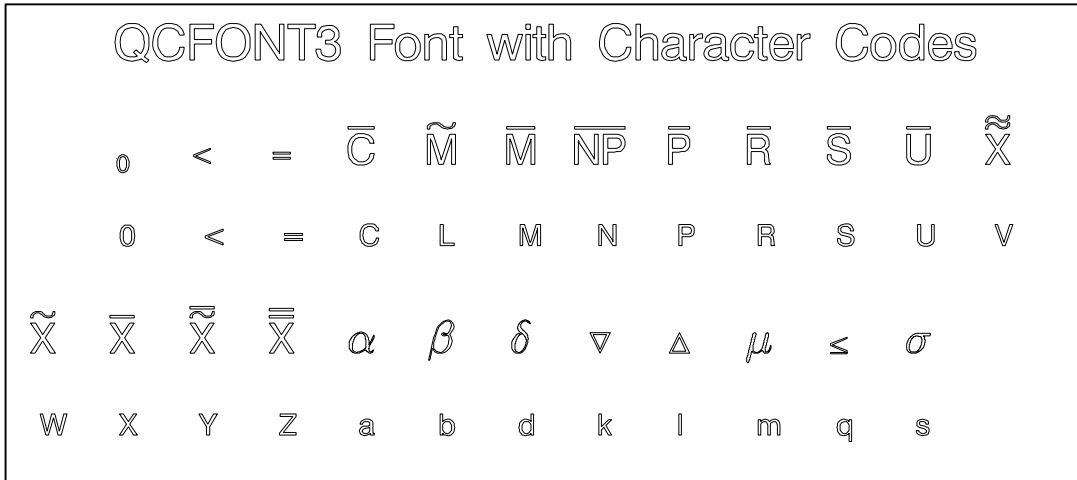 QCFONT3 Font with Character Codes
₀ < = C̅ M̃ M̅ N̅P̅ P̅ R̅ S̅ U̅ X̃̃
0 < = C L M N P R S U V
X̃ X̅ X̃̅ X̿ α β δ ▽ △ μ ≤ σ
W X Y Z a b d k l m q s